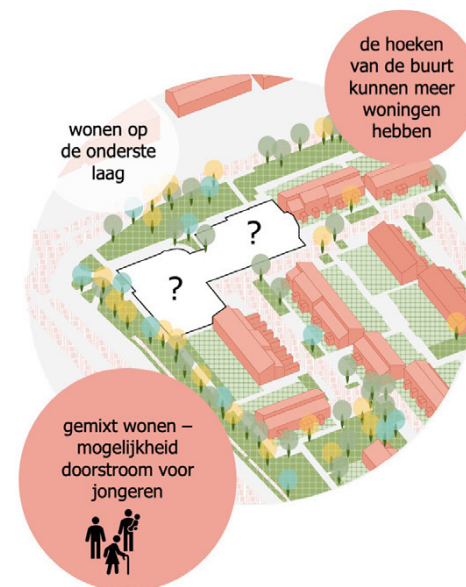 de hoeken
van de buurt
kunnen meer
woningen
hebben
wonen op
de onderste
laag
?
?
gemixt wonen –
mogelijkheid
doorstroom voor
jongeren